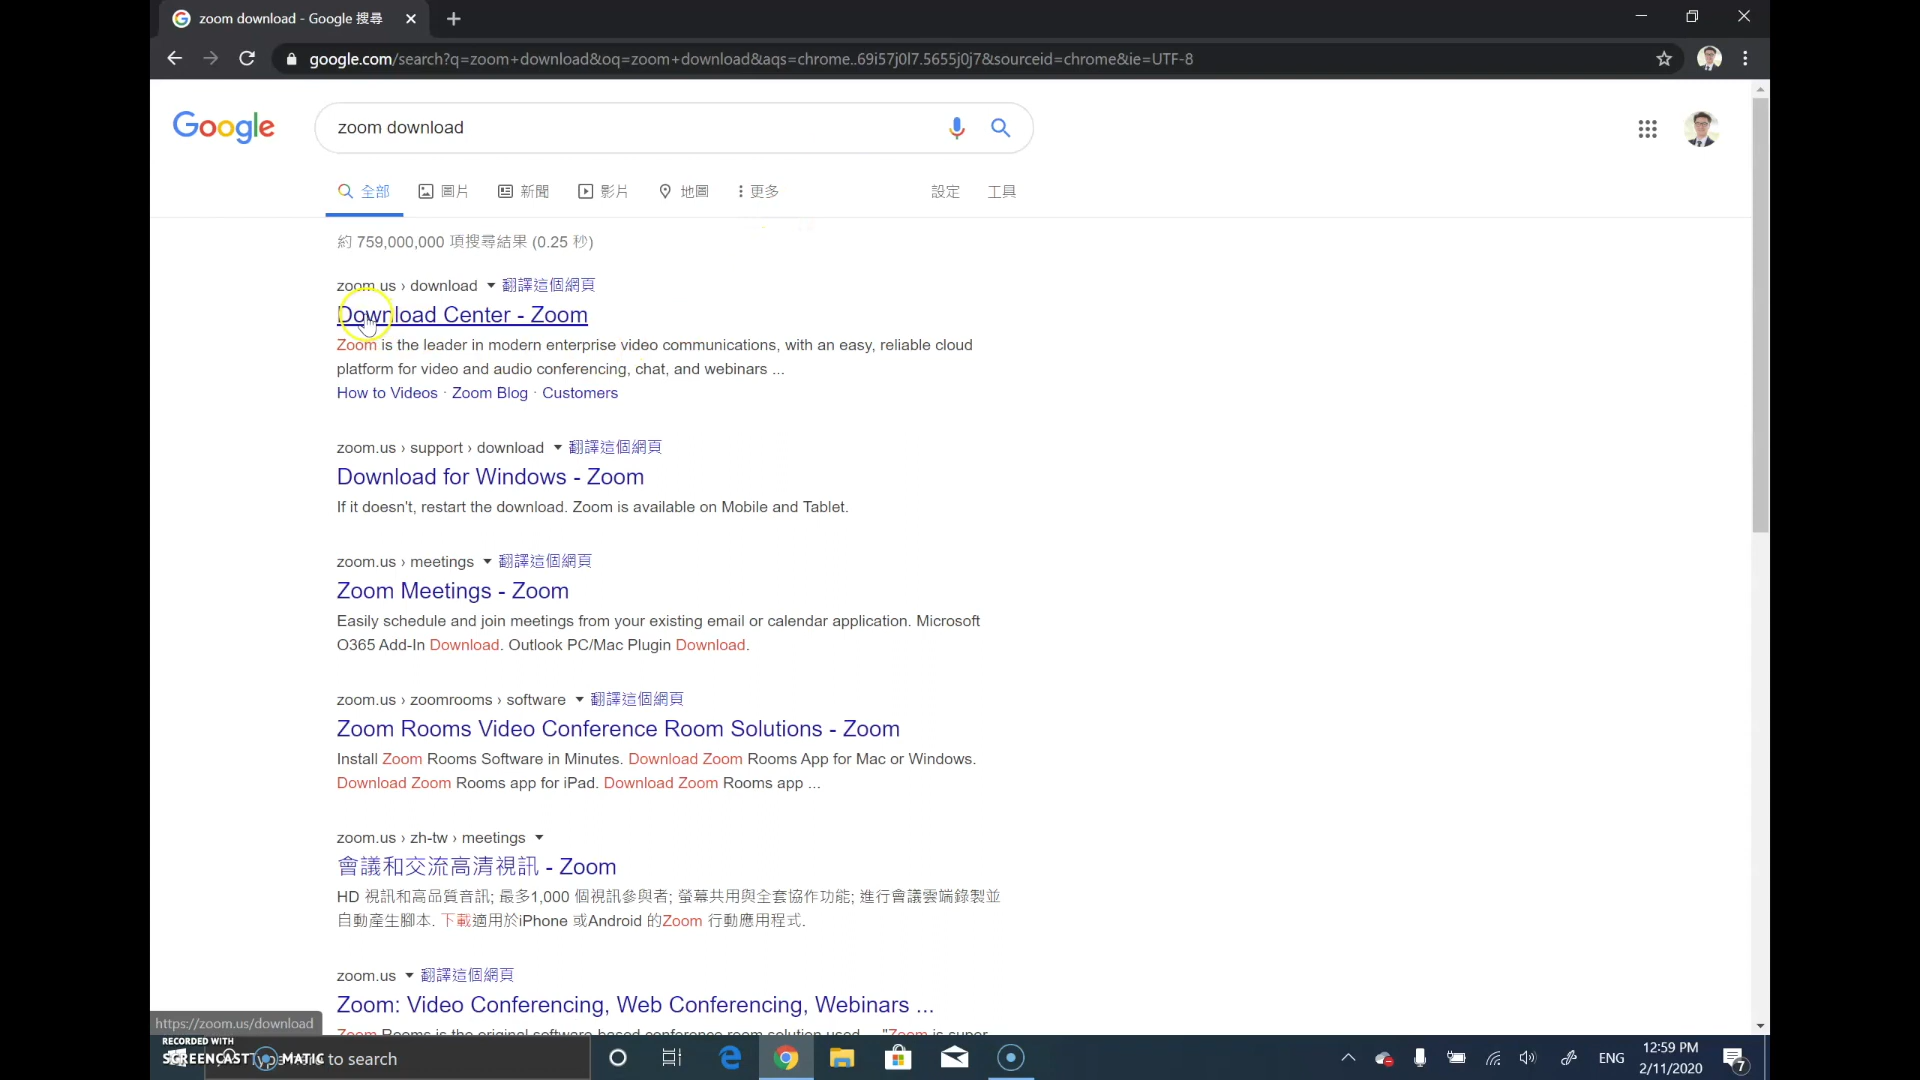 zoom download - Google 搜尋
google.com/search?q=zoom+download&oq=zoom+download&aqs=chrome..69i57j0l7.5655j0j7&sourceid=chrome&ie=UTF-8
Google
zoom download
全部 圖片 新聞 影片 地圖 更多 設定 工具
約 759,000,000 項搜尋結果 (0.25 秒)
zoom.us › download 翻譯這個網頁
Download Center - Zoom
Zoom is the leader in modern enterprise video communications, with an easy, reliable cloud
platform for video and audio conferencing, chat, and webinars ...
How to Videos · Zoom Blog · Customers
zoom.us › support › download 翻譯這個網頁
Download for Windows - Zoom
If it doesn't, restart the download. Zoom is available on Mobile and Tablet.
zoom.us › meetings 翻譯這個網頁
Zoom Meetings - Zoom
Easily schedule and join meetings from your existing email or calendar application. Microsoft
O365 Add-In Download. Outlook PC/Mac Plugin Download.
zoom.us › zoomrooms › software 翻譯這個網頁
Zoom Rooms Video Conference Room Solutions - Zoom
Install Zoom Rooms Software in Minutes. Download Zoom Rooms App for Mac or Windows.
Download Zoom Rooms app for iPad. Download Zoom Rooms app ...
zoom.us › zh-tw › meetings
會議和交流高清視訊 - Zoom
HD 視訊和高品質音訊; 最多1,000 個視訊參與者; 螢幕共用與全套協作功能; 進行會議雲端錄製並
自動產生腳本. 下載適用於iPhone 或Android 的Zoom 行動應用程式.
zoom.us 翻譯這個網頁
Zoom: Video Conferencing, Web Conferencing, Webinars ...
Zoom Rooms is the original software-based conference room solution used ... "Zoom is super
https://zoom.us/download
RECORDED WITH
SCREENCAST MATIC
Type here to search
ENG
12:59 PM
2/11/2020
7